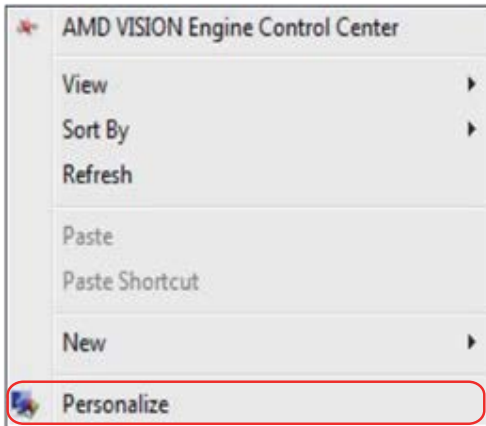 AMD VISION Engine Control Center
View
Sort By
Refresh
Paste
Paste Shortcut
New
Personalize